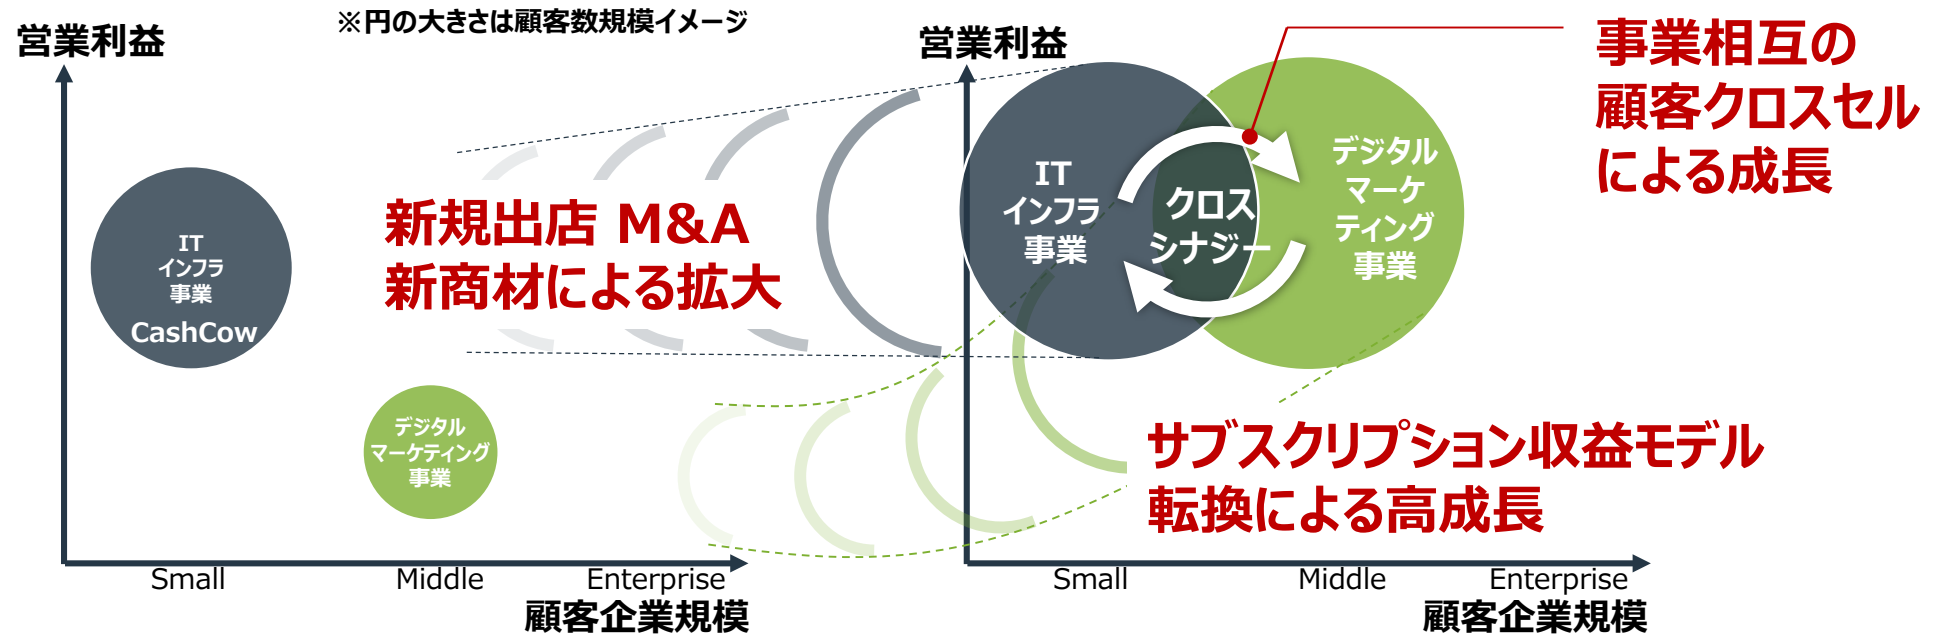 ※円の大きさは顧客数規模イメージ
営業利益
IT
インフラ
事業
CashCow
デジタル
マーケティング
事業
Small
Middle
Enterprise
顧客企業規模
新規出店 M&A
新商材による拡大
営業利益
IT
インフラ
事業
クロス
シナジー
デジタル
マーケ
ティング
事業
事業相互の
顧客クロスセル
による成長
サブスクリプション収益モデル
転換による高成長
Small
Middle
Enterprise
顧客企業規模